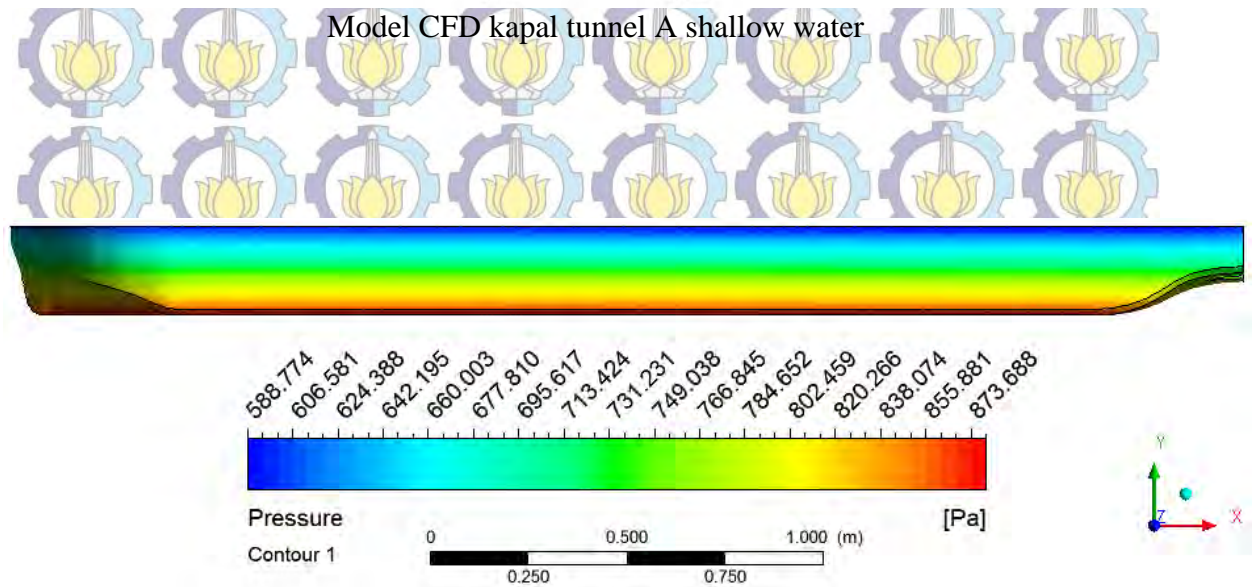 Model CFD kapal tunnel A shallow water
588.774 606.581 624.388 642.195 660.003 677.810 695.617 713.424 731.231 749.038 766.845 784.652 802.459 820.266 838.074 855.881 873.688
Pressure [Pa]
Contour 1
0 0.500 1.000 (m)
0.250 0.750
Y
Z X